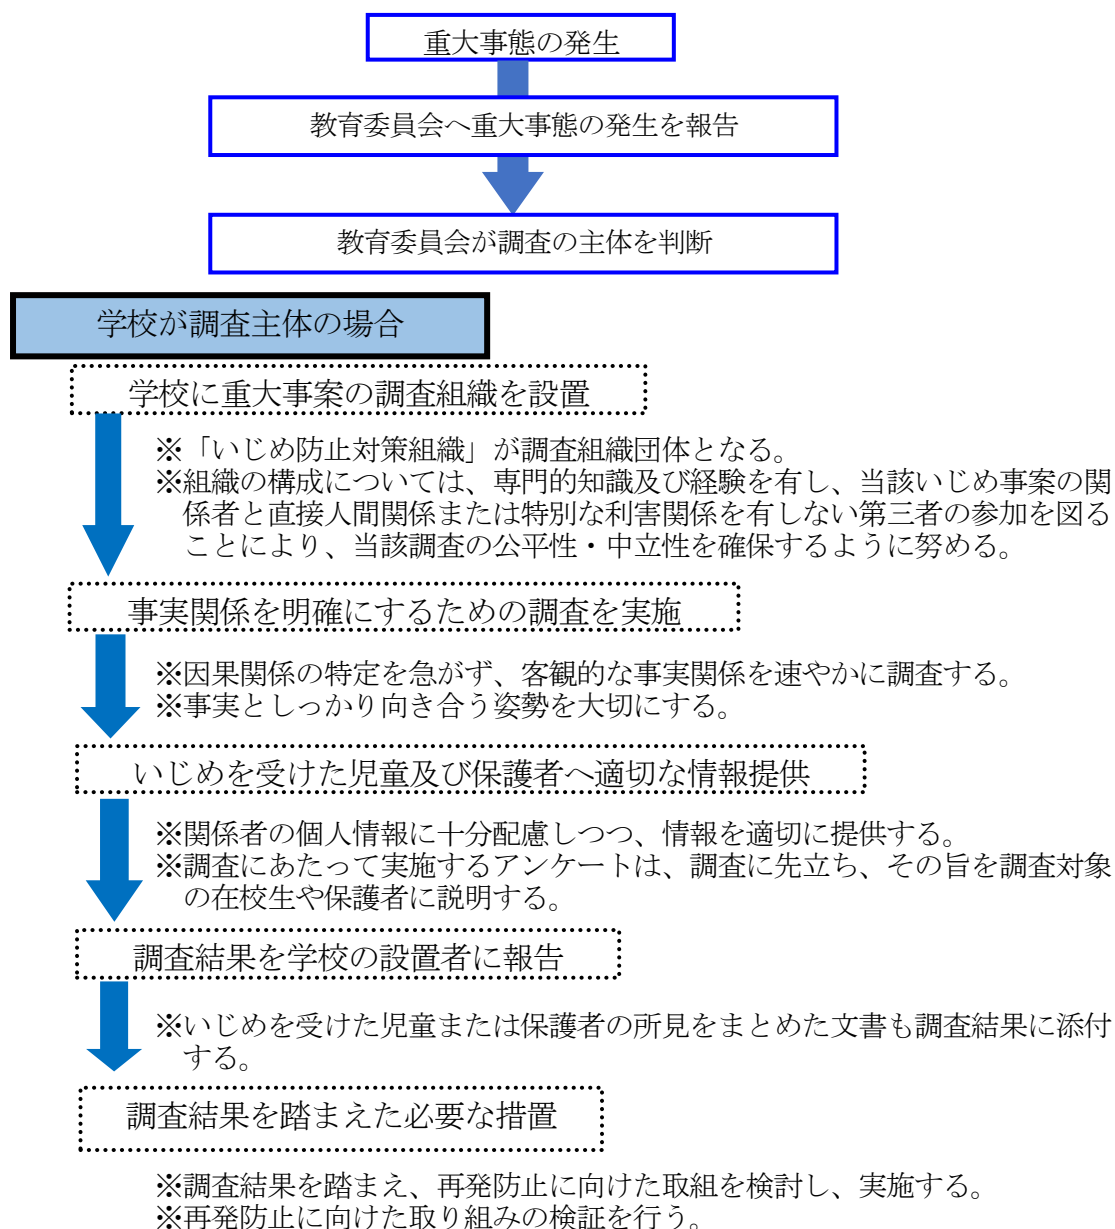 重大事態の発生
教育委員会へ重大事態の発生を報告
教育委員会が調査の主体を判断
学校が調査主体の場合
学校に重大事案の調査組織を設置
※「いじめ防止対策組織」が調査組織団体となる。
※組織の構成については、専門的知識及び経験を有し、当該いじめ事案の関
係者と直接人間関係または特別な利害関係を有しない第三者の参加を図る
ことにより、当該調査の公平性・中立性を確保するように努める。
事実関係を明確にするための調査を実施
※因果関係の特定を急がず、客観的な事実関係を速やかに調査する。
※事実としっかり向き合う姿勢を大切にする。
いじめを受けた児童及び保護者へ適切な情報提供
※関係者の個人情報に十分配慮しつつ、情報を適切に提供する。
※調査にあたって実施するアンケートは、調査に先立ち、その旨を調査対象
の在校生や保護者に説明する。
調査結果を学校の設置者に報告
※いじめを受けた児童または保護者の所見をまとめた文書も調査結果に添付
する。
調査結果を踏まえた必要な措置
※調査結果を踏まえ、再発防止に向けた取組を検討し、実施する。
※再発防止に向けた取り組みの検証を行う。